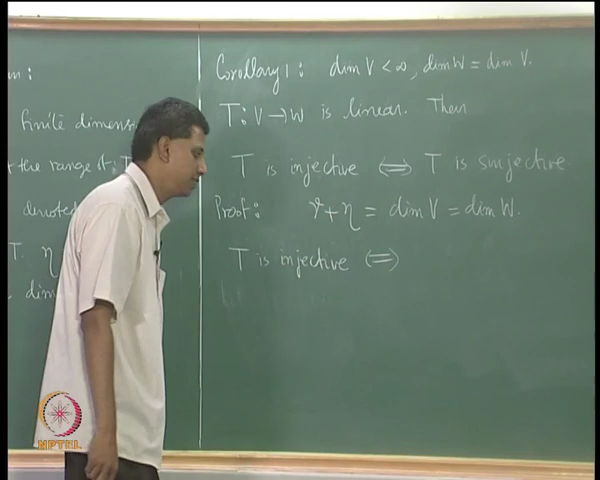 m :
finite dimensi
r the range of T
denoted
T. η
dim
Corollary 1 : dim V < ∞, dim W = dim V.
T : V → W is linear. Then
T is injective ⟺ T is surjective
Proof : r + η = dim V = dim W.
T is injective ⟺
NPTEL